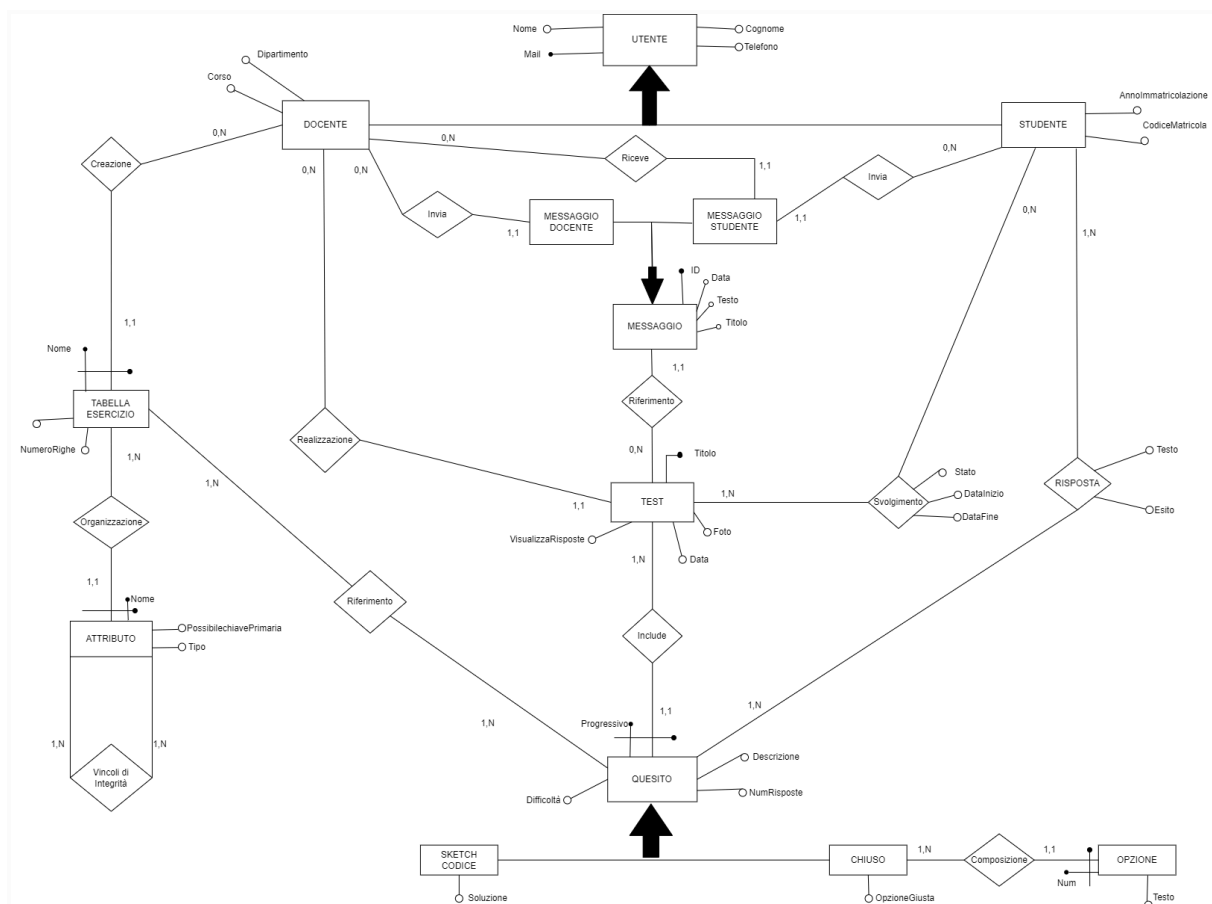 Nome
Cognome
UTENTE
Mail
Telefono
Dipartimento
Corso
AnnoImmatricolazione
DOCENTE
STUDENTE
CodiceMatricola
0,N
0,N
0,N
Creazione
Riceve
0,N
0,N
1,1
Invia
0,N
MESSAGGIO
DOCENTE
MESSAGGIO
STUDENTE
Invia
1,1
1,1
1,N
ID
Data
Testo
Titolo
MESSAGGIO
1,1
1,1
Nome
TABELLA
ESERCIZIO
Riferimento
NumeroRighe
Realizzazione
0,N
Titolo
Testo
1,N
1,N
Stato
RISPOSTA
TEST
1,N
Svolgimento
DataInizio
1,1
Esito
DataFine
Organizzazione
Foto
VisualizzaRisposte
Data
1,N
1,1
Nome
Riferimento
PossibilechiavePrimaria
ATTRIBUTO
Include
Tipo
1,1
Progressivo
1,N
1,N
1,N
1,N
Vincoli di
Integrità
Descrizione
QUESITO
Difficoltà
NumRisposte
SKETCH
CODICE
CHIUSO
1,N
Composizione
1,1
OPZIONE
Num
Soluzione
OpzioneGiusta
Testo